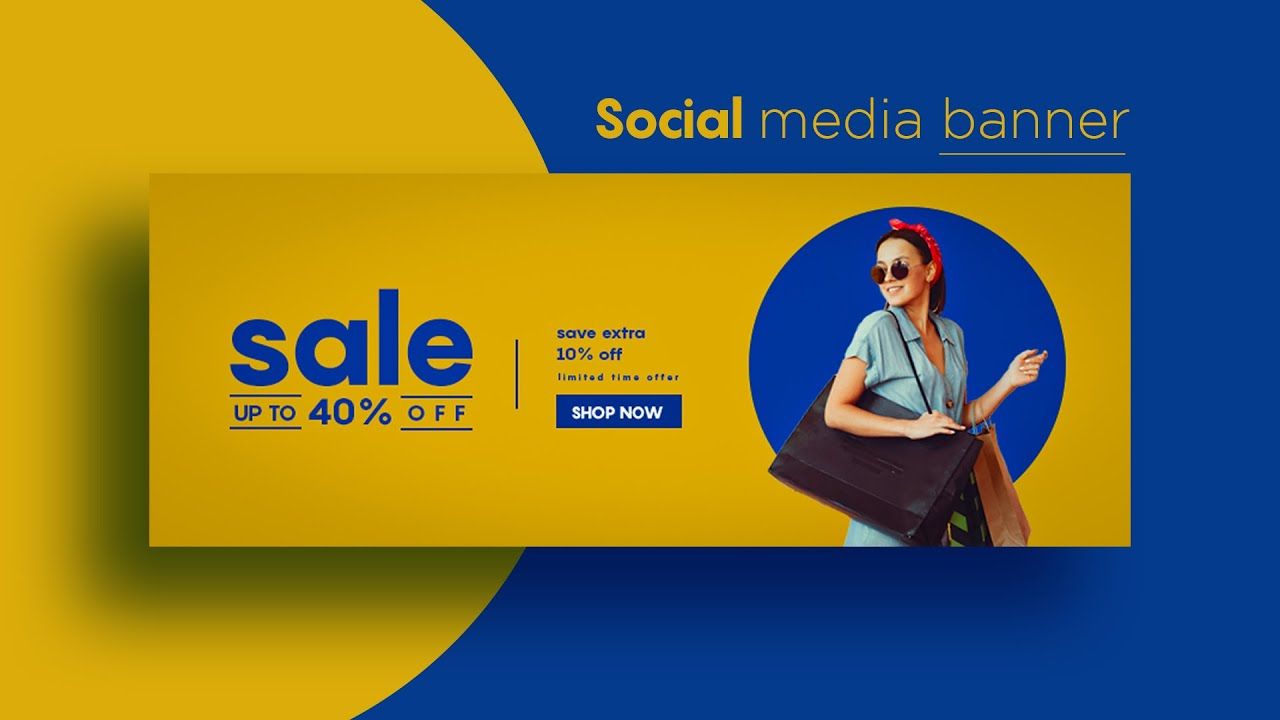 Social media banner
sale
UP TO 40% OFF
save extra
10% off
limited time offer
SHOP NOW